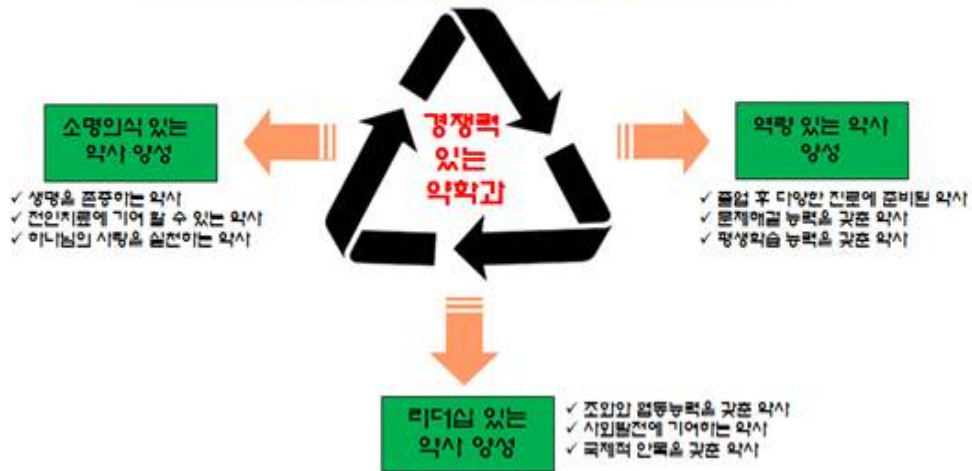 경쟁력
있는
약학과
소명의식 있는
약사 양성
✓ 생명을 존중하는 약사
✓ 전인치료에 기여 할 수 있는 약사
✓ 하나님의 사랑을 실천하는 약사
역량 있는 약사
양성
✓ 졸업 후 다양한 진로에 준비된 약사
✓ 문제해결 능력을 갖춘 약사
✓ 평생학습 능력을 갖춘 약사
리더십 있는
약사 양성
✓ 협동능력을 갖춘 약사
✓ 사회발전에 기여하는 약사
✓ 국제적 안목을 갖춘 약사